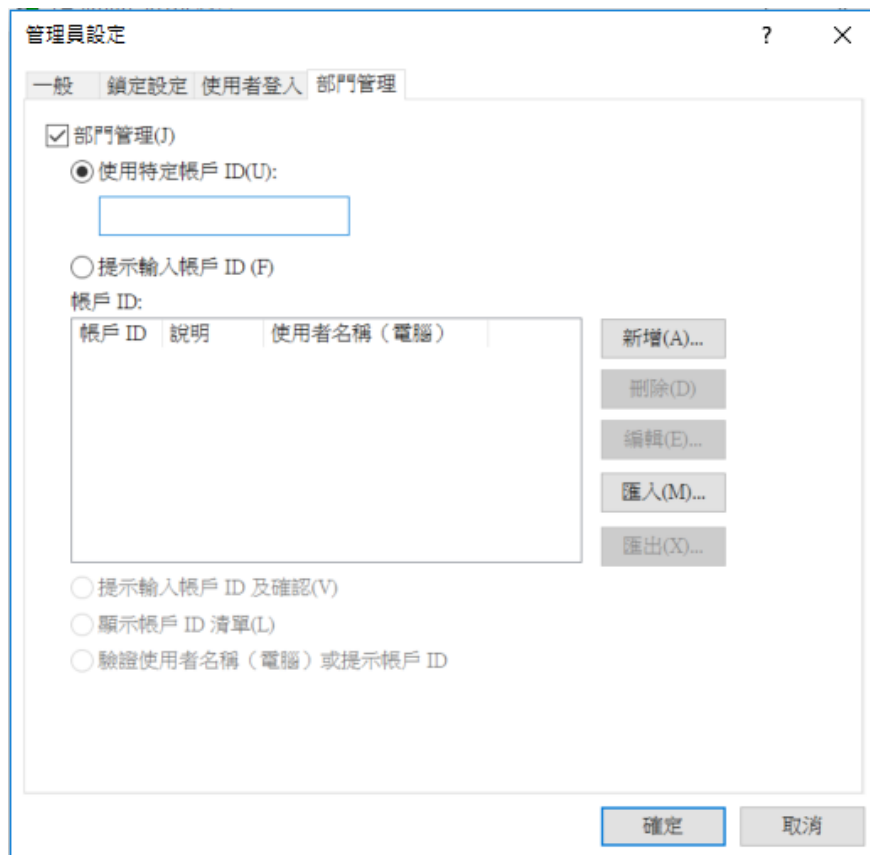 管理員設定 ?
一般 鎖定設定 使用者登入 部門管理
部門管理(J)
使用特定帳戶 ID(U):
提示輸入帳戶 ID (F)
帳戶 ID:
帳戶 ID 說明 使用者名稱（電腦）
新增(A)...
刪除(D)
編輯(E)...
匯入(M)...
匯出(X)...
提示輸入帳戶 ID 及確認(V)
顯示帳戶 ID 清單(L)
驗證使用者名稱（電腦）或提示帳戶 ID
確定 取消